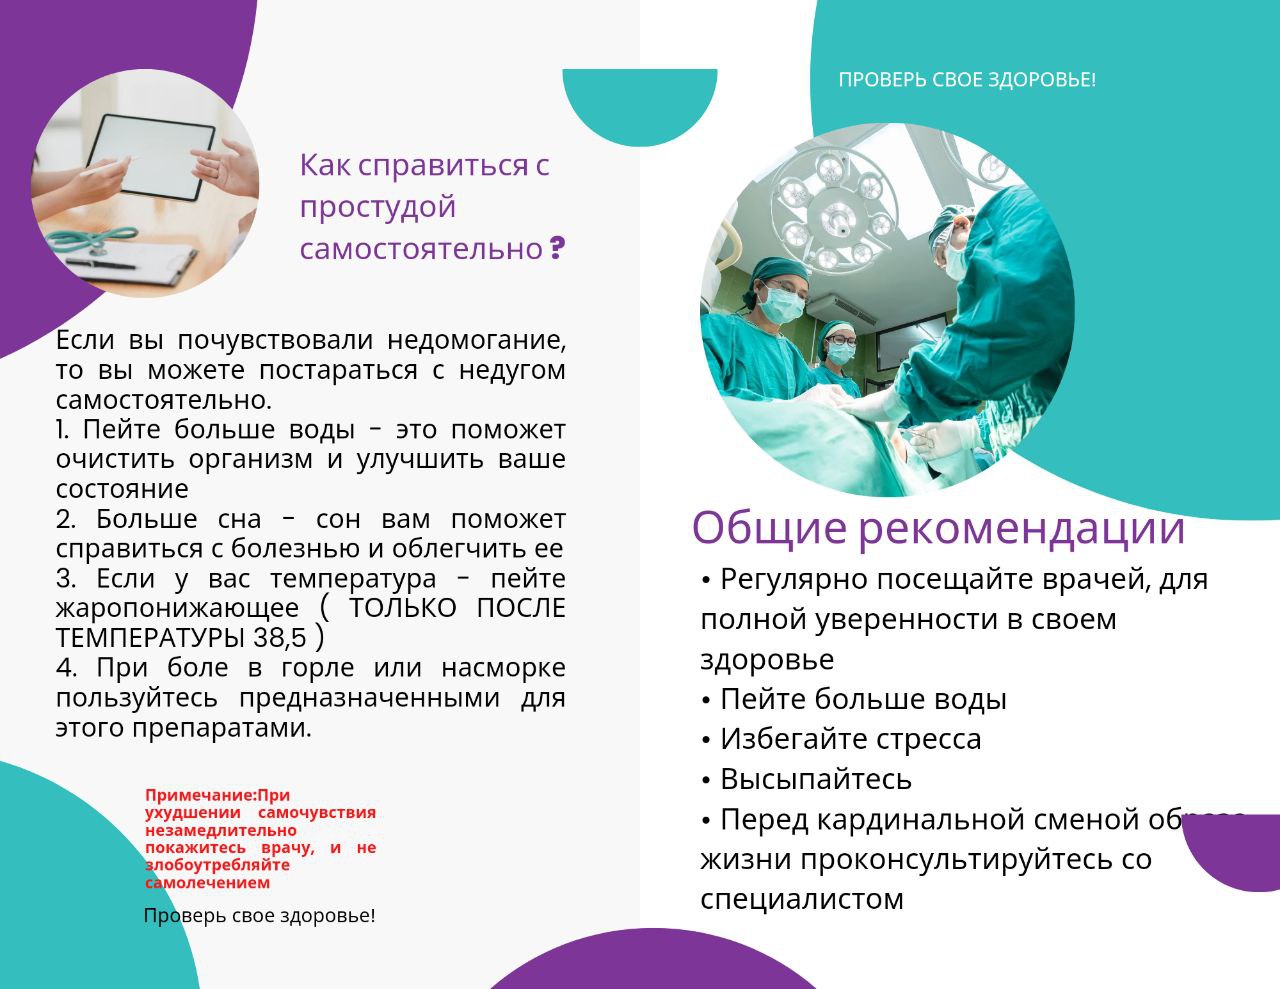 Как справиться с
простудой
самостоятельно?
Если вы почувствовали недомогание,
то вы можете постараться с недугом
самостоятельно.
1. Пейте больше воды - это поможет
очистить организм и улучшить ваше
состояние
2. Больше сна - сон вам поможет
справиться с болезнью и облегчить ее
3. Если у вас температура - пейте
жаропонижающее ( ТОЛЬКО ПОСЛЕ
ТЕМПЕРАТУРЫ 38,5 )
4. При боле в горле или насморке
пользуйтесь предназначенными для
этого препаратами.
Примечание:При
ухудшении самочувствия
незамедлительно
покажитесь врачу, и не
злобоутребляйте
самолечением
Проверь свое здоровье!
ПРОВЕРЬ СВОЕ ЗДОРОВЬЕ!
Общие рекомендации
• Регулярно посещайте врачей, для
полной уверенности в своем
здоровье
• Пейте больше воды
• Избегайте стресса
• Высыпайтесь
• Перед кардинальной сменой
жизни проконсультируйтесь со
специалистом